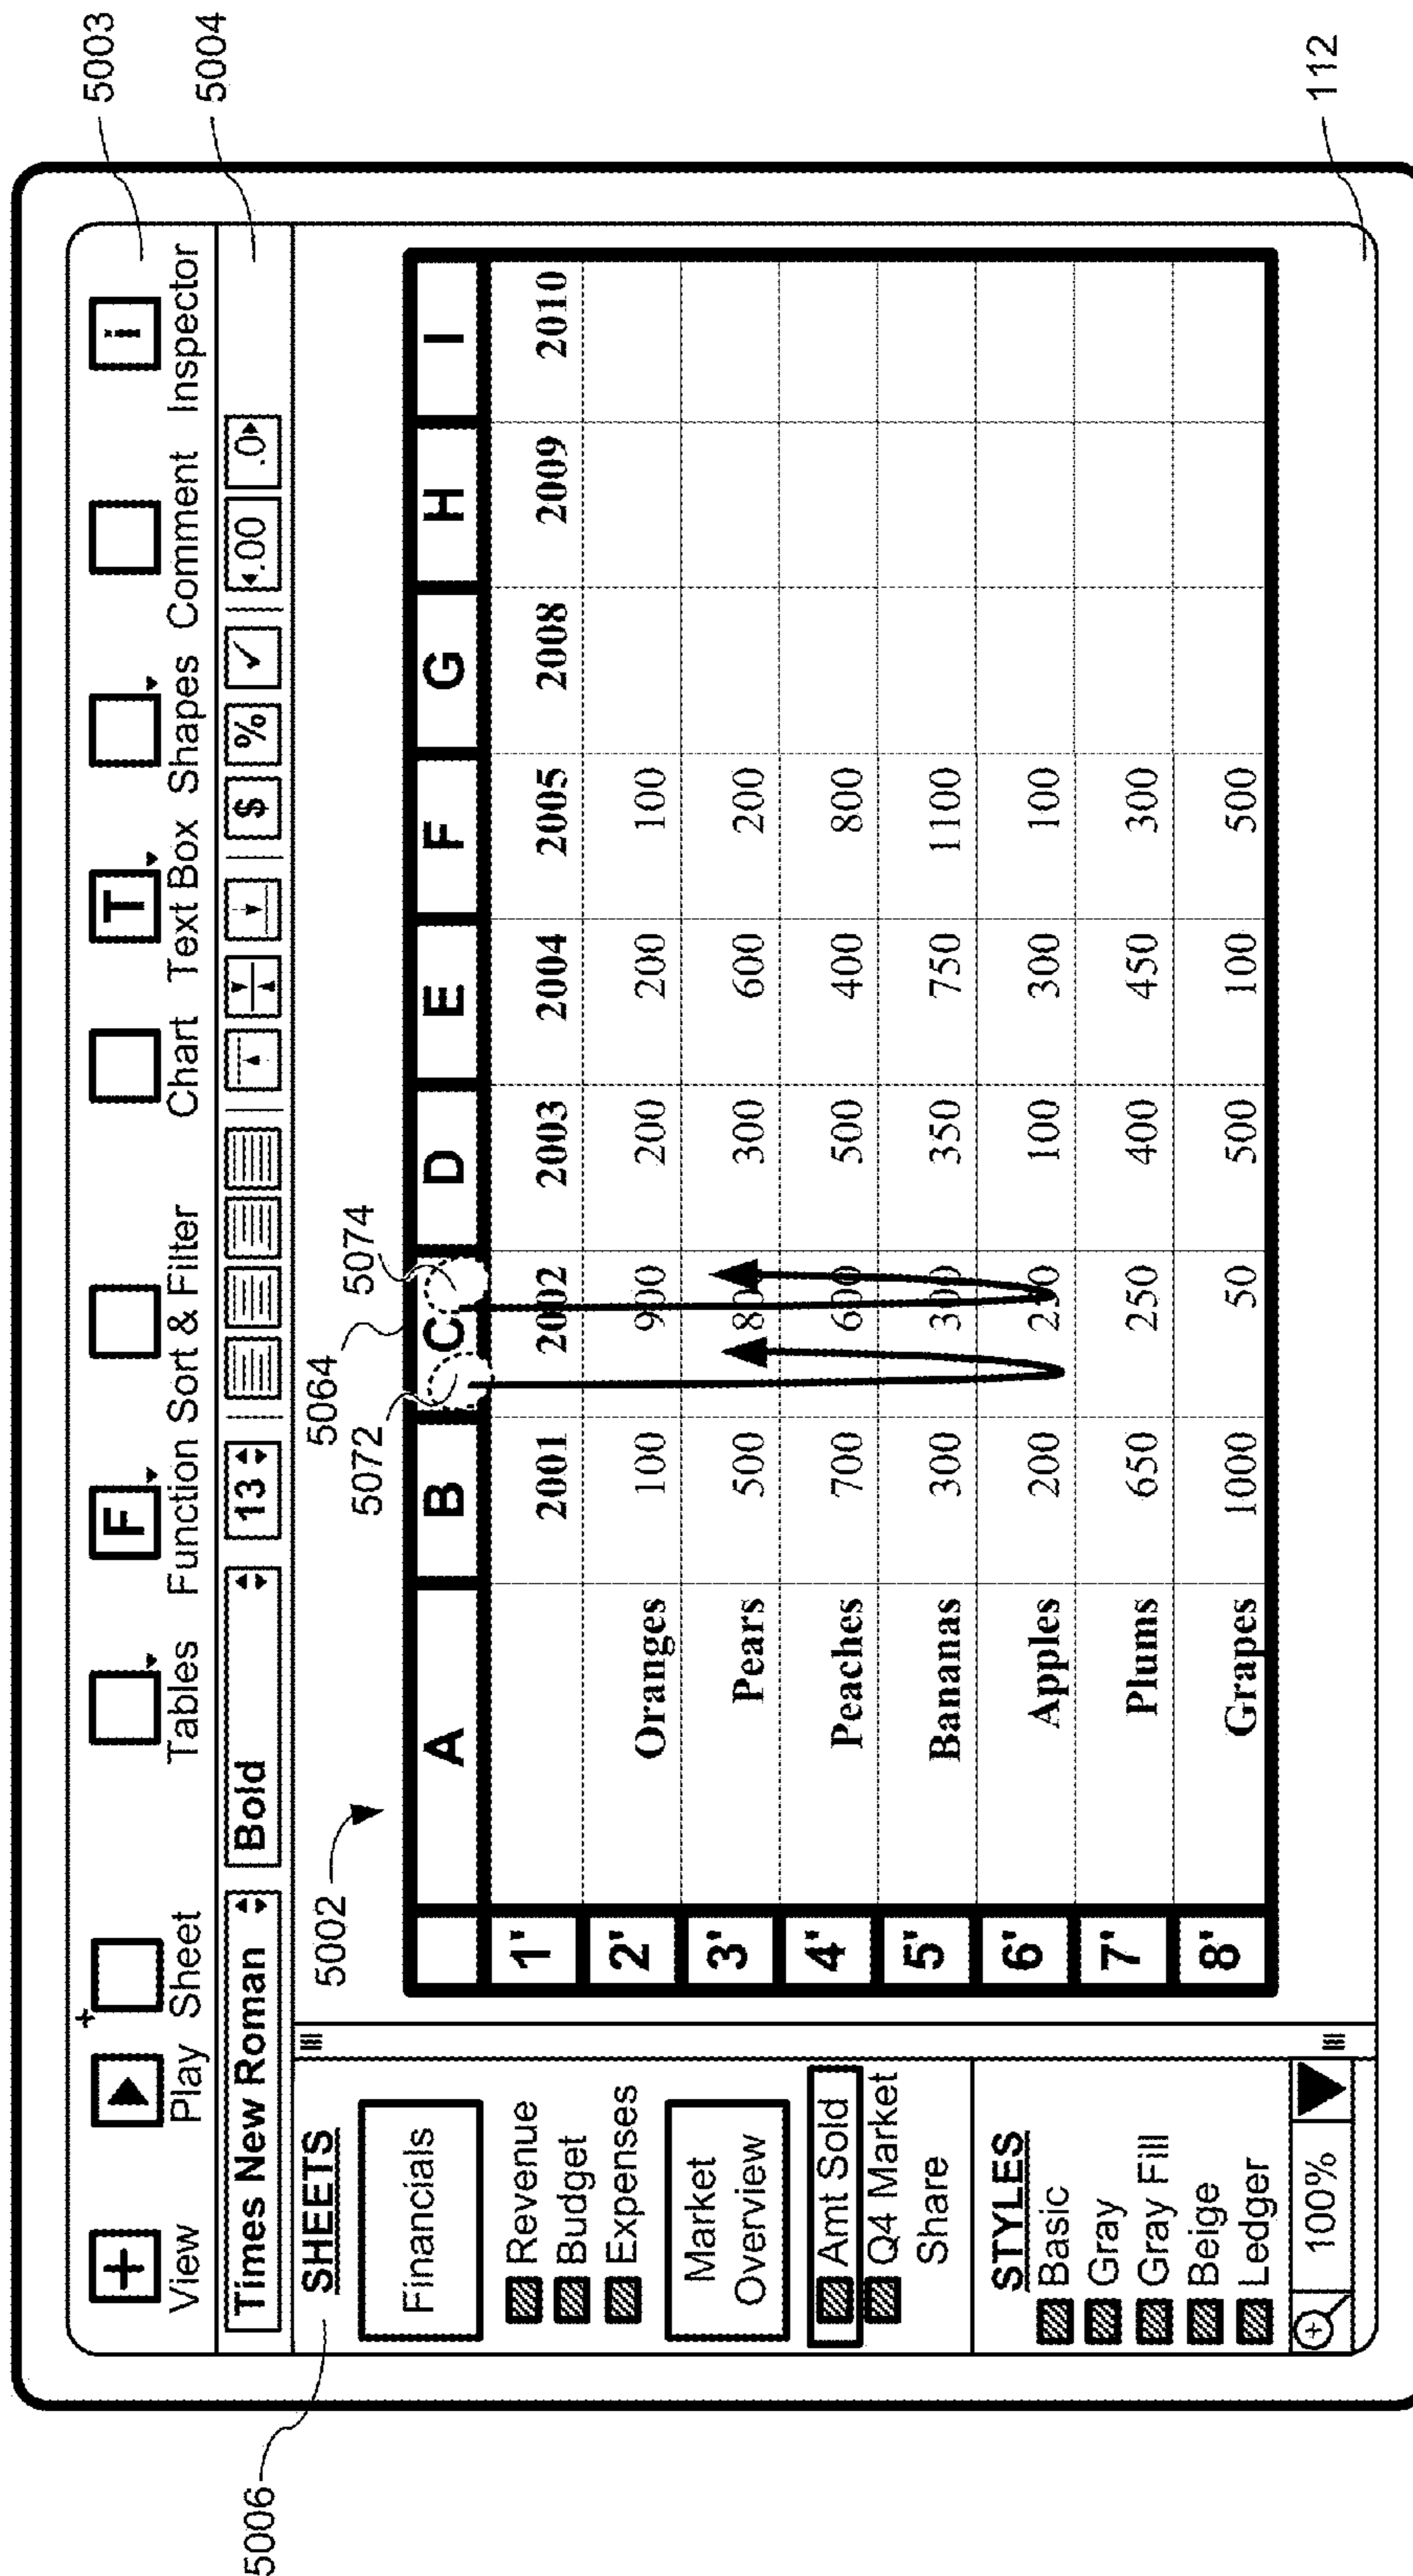 View Play Sheet Tables Function Sort & Filter Chart Text Box Shapes Comment Inspector
F T i
5003
Times New Roman Bold 13 $ % ✓ .00 .0
5004
5006
SHEETS
Financials
Revenue
Budget
Expenses
Market
Overview
Amt Sold
Q4 Market
Share
STYLES
Basic
Gray
Gray Fill
Beige
Ledger
100%
5002
5064
5072
5074
A B C D E F G H I
1' 2001 2002 2003 2004 2005 2008 2009 2010
2' Oranges 100 900 200 200 100
3' Pears 500 800 300 600 200
4' Peaches 700 600 500 400 800
5' Bananas 300 300 350 750 1100
6' Apples 200 250 100 300 100
7' Plums 650 250 400 450 300
8' Grapes 1000 50 500 100 500
112